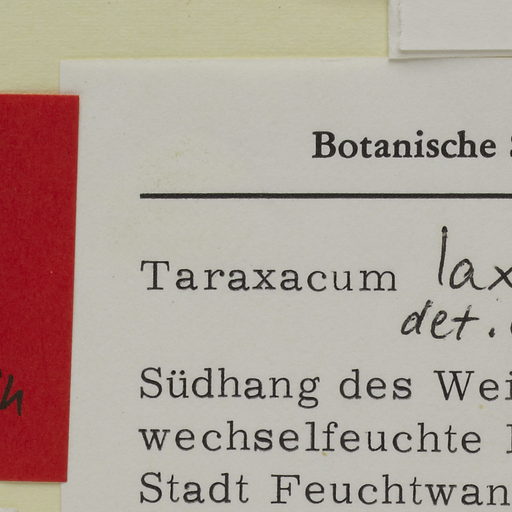 Botanische
Taraxacum lax
det.
Südhang des Wei
wechselfeuchte
Stadt Feuchtwan